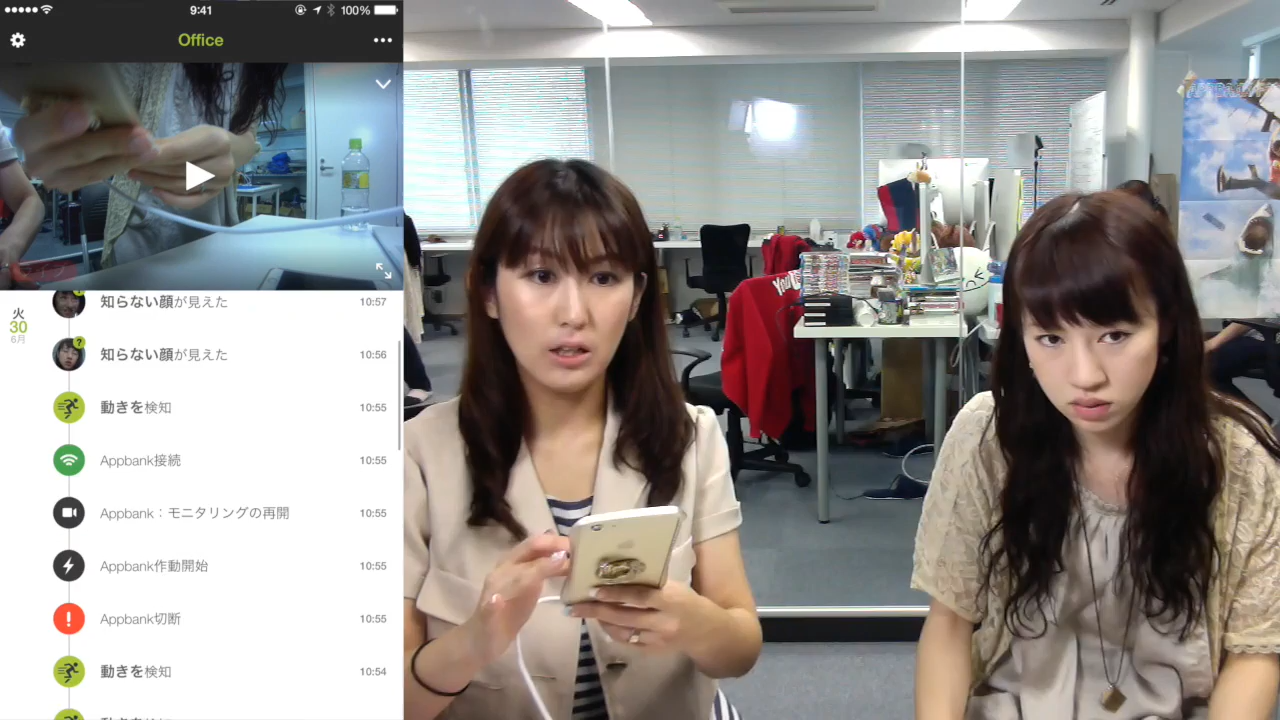 9:41
100%
Office
火
30
6月
知らない顔が見えた 10:57
知らない顔が見えた 10:56
動きを検知 10:55
Appbank接続 10:55
Appbank：モニタリングの再開 10:55
Appbank作動開始 10:55
Appbank切断 10:55
動きを検知 10:54
You